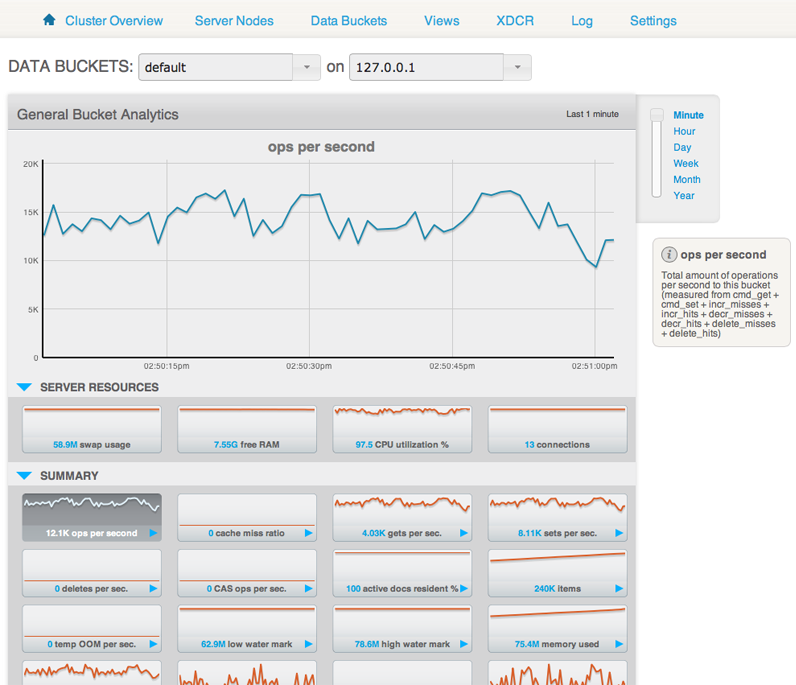 Cluster Overview Server Nodes Data Buckets Views XDCR Log Settings
DATA BUCKETS: default on 127.0.0.1
General Bucket Analytics Last 1 minute
ops per second
20K
15K
10K
5K
0
02:50:15pm 02:50:30pm 02:50:45pm 02:51:00pm
Minute
Hour
Day
Week
Month
Year
i ops per second
Total amount of operations
per second to this bucket
(measured from cmd_get +
cmd_set + incr_misses +
incr_hits + decr_misses +
decr_hits + delete_misses
+ delete_hits)
SERVER RESOURCES
58.9M swap usage 7.55G free RAM 97.5 CPU utilization % 13 connections
SUMMARY
12.1K ops per second 0 cache miss ratio 4.03K gets per sec. 8.11K sets per sec.
0 deletes per sec. 0 CAS ops per sec. 100 active docs resident % 240K items
0 temp OOM per sec. 62.9M low water mark 78.6M high water mark 75.4M memory used